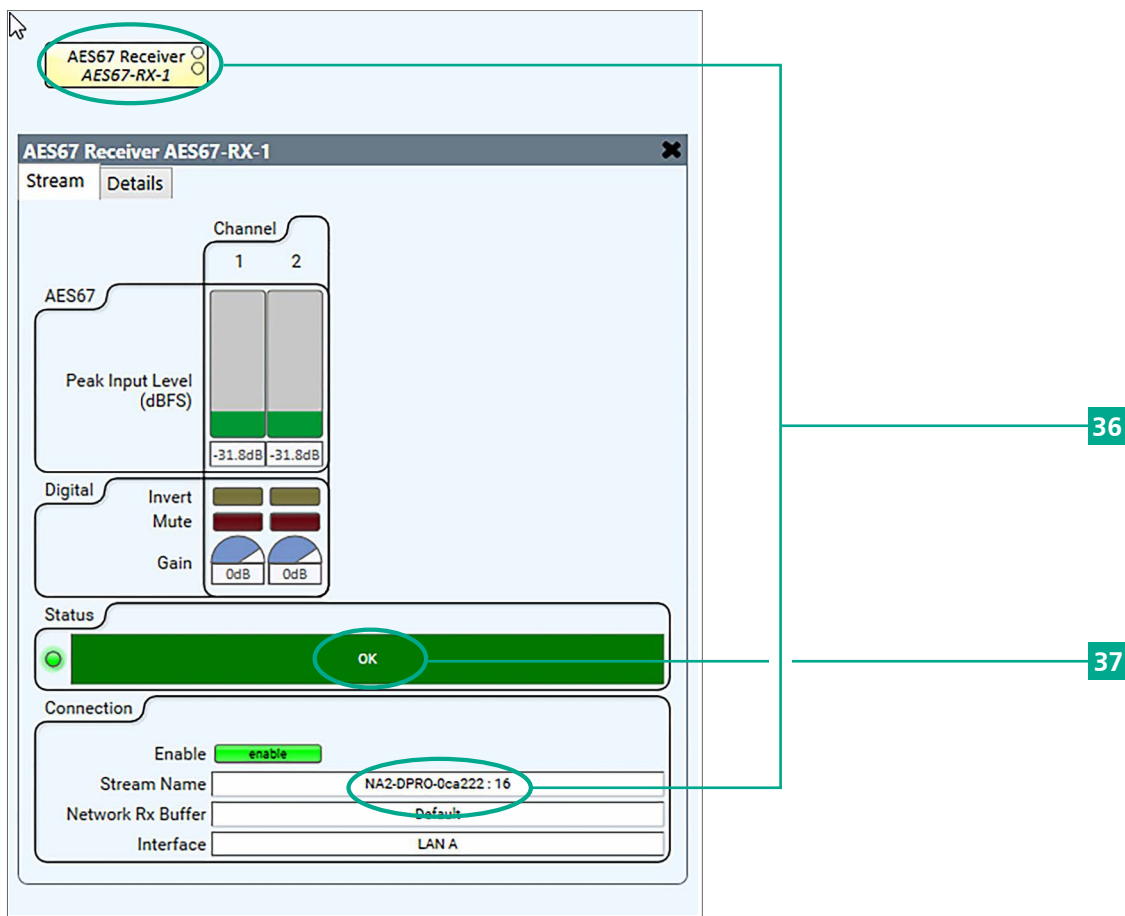 AES67 Receiver
AES67-RX-1
AES67 Receiver AES67-RX-1
Stream Details
Channel
1 2
AES67
Peak Input Level
(dBFS)
-31.8dB -31.8dB
Digital
Invert
Mute
Gain
0dB 0dB
Status
OK
Connection
Enable enable
Stream Name NA2-DPRO-0ca222 : 16
Network Rx Buffer Default
Interface LAN A
36
37